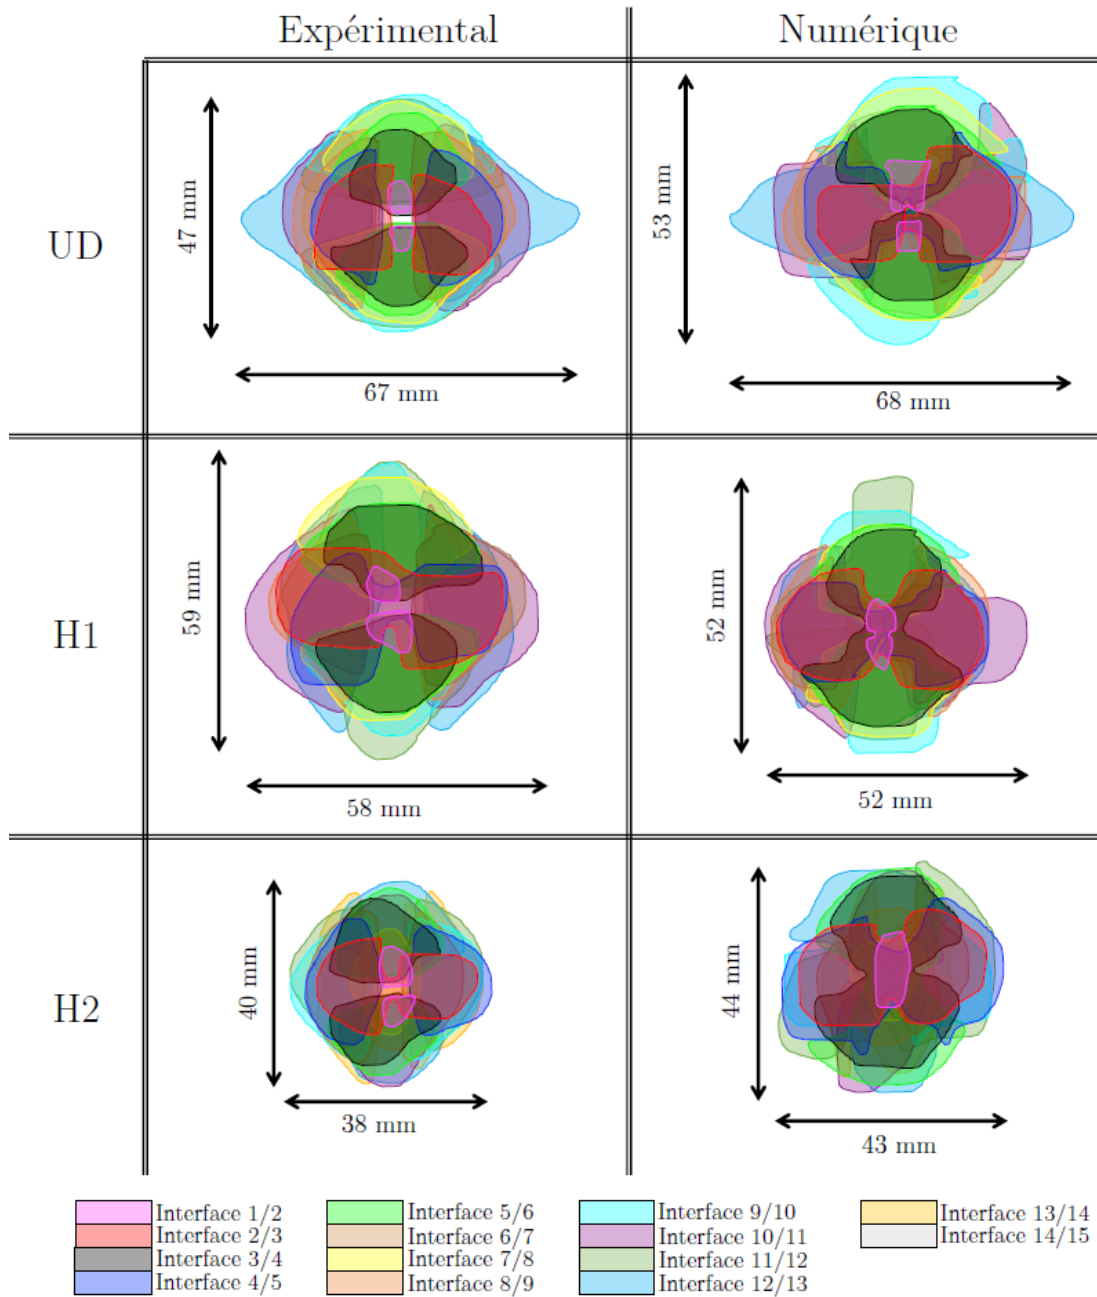 Expérimental
Numérique
UD
47 mm
67 mm
53 mm
68 mm
H1
59 mm
58 mm
52 mm
52 mm
H2
40 mm
38 mm
44 mm
43 mm
Interface 1/2
Interface 2/3
Interface 3/4
Interface 4/5
Interface 5/6
Interface 6/7
Interface 7/8
Interface 8/9
Interface 9/10
Interface 10/11
Interface 11/12
Interface 12/13
Interface 13/14
Interface 14/15